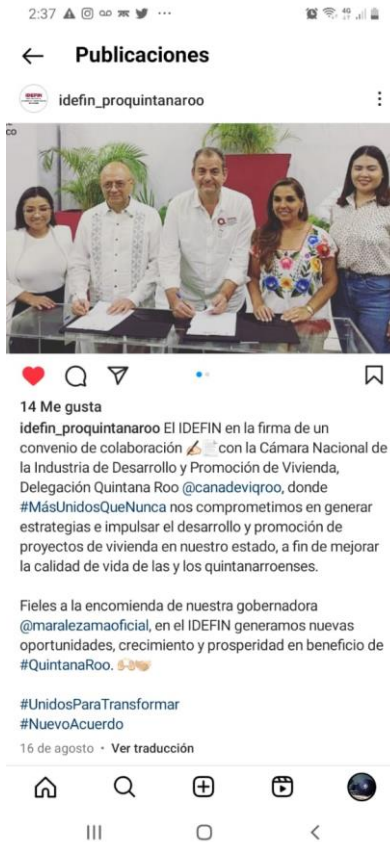 2:37
4G
Publicaciones
IDEFIN
idefin_proquintanaroo
CO
14 Me gusta
idefin_proquintanaroo El IDEFIN en la firma de un
convenio de colaboración ✍🏻📄con la Cámara Nacional de
la Industria de Desarrollo y Promoción de Vivienda,
Delegación Quintana Roo @canadeviqroo, donde
#MásUnidosQueNunca nos comprometimos en generar
estrategias e impulsar el desarrollo y promoción de
proyectos de vivienda en nuestro estado, a fin de mejorar
la calidad de vida de las y los quintanarroenses.
Fieles a la encomienda de nuestra gobernadora
@maralezamaoficial, en el IDEFIN generamos nuevas
oportunidades, crecimiento y prosperidad en beneficio de
#QuintanaRoo. 🙌🏻🤝🏻
#UnidosParaTransformar
#NuevoAcuerdo
16 de agosto • Ver traducción